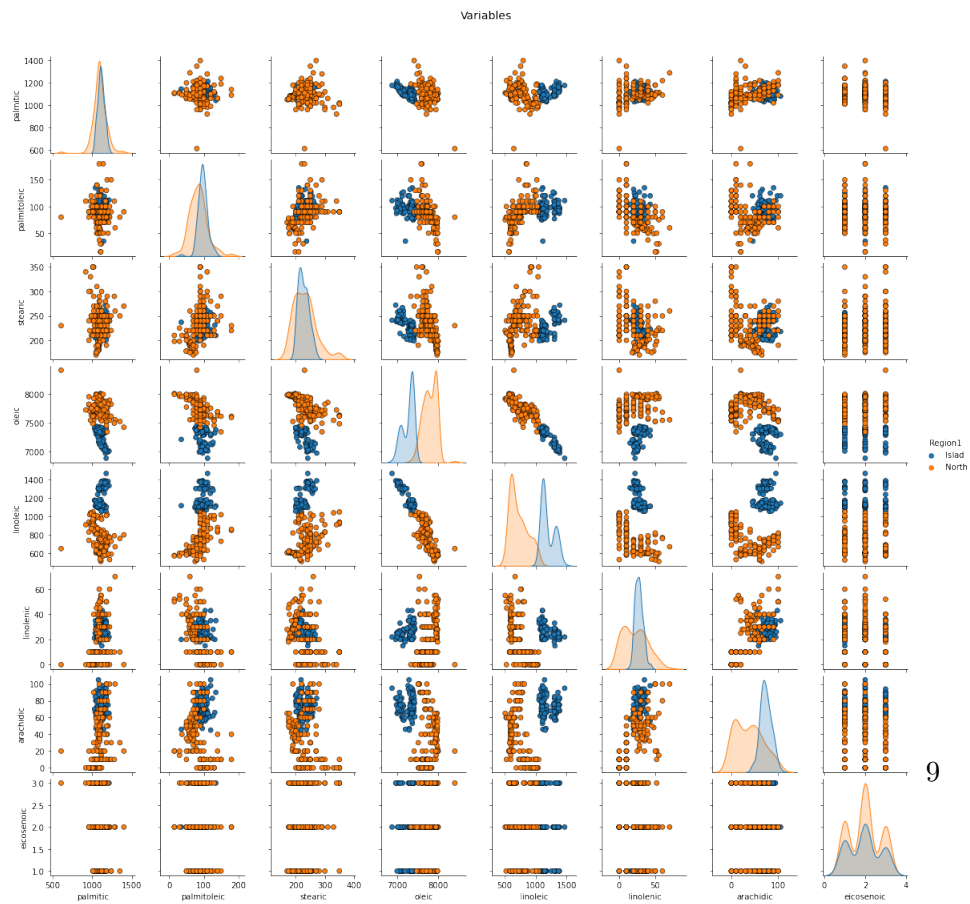 Variables
1400
1200
1000
800
600
palmitic
150
100
50
palmitoleic
350
300
250
200
stearic
8000
7500
7000
oleic
Region1
Islad
North
1400
1200
1000
800
600
linoleic
60
40
20
0
linolenic
100
80
60
40
20
0
arachidic
9
3.0
2.5
2.0
1.5
1.0
eicosenoic
500 1000 1500 0 100 200 200 300 400 7000 8000 500 1000 1500 0 50 0 100 0 2 4
palmitic palmitoleic stearic oleic linoleic linolenic arachidic eicosenoic